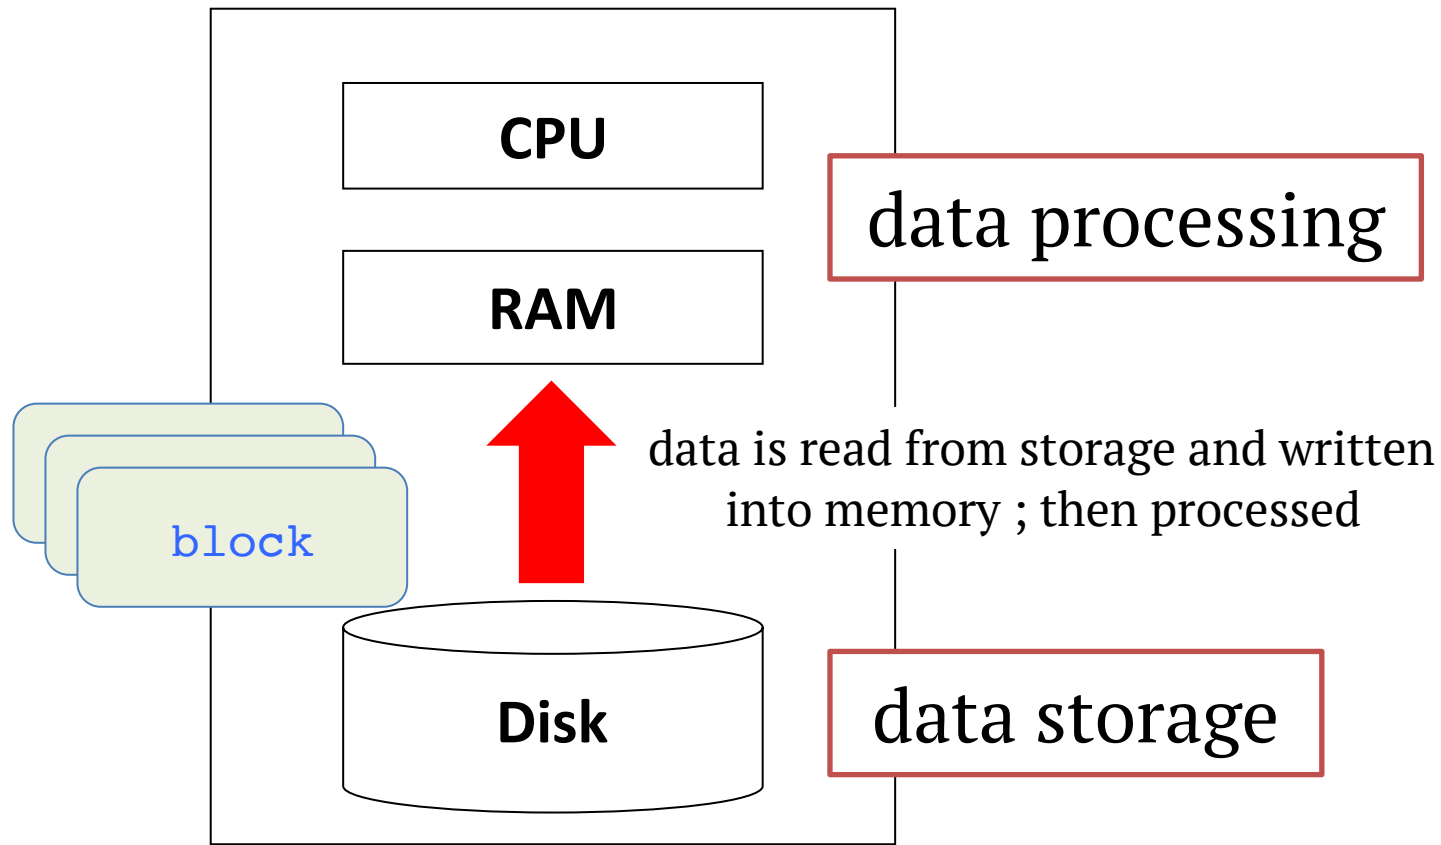 CPU
data processing
RAM
data is read from storage and written
into memory ; then processed
block
Disk
data storage